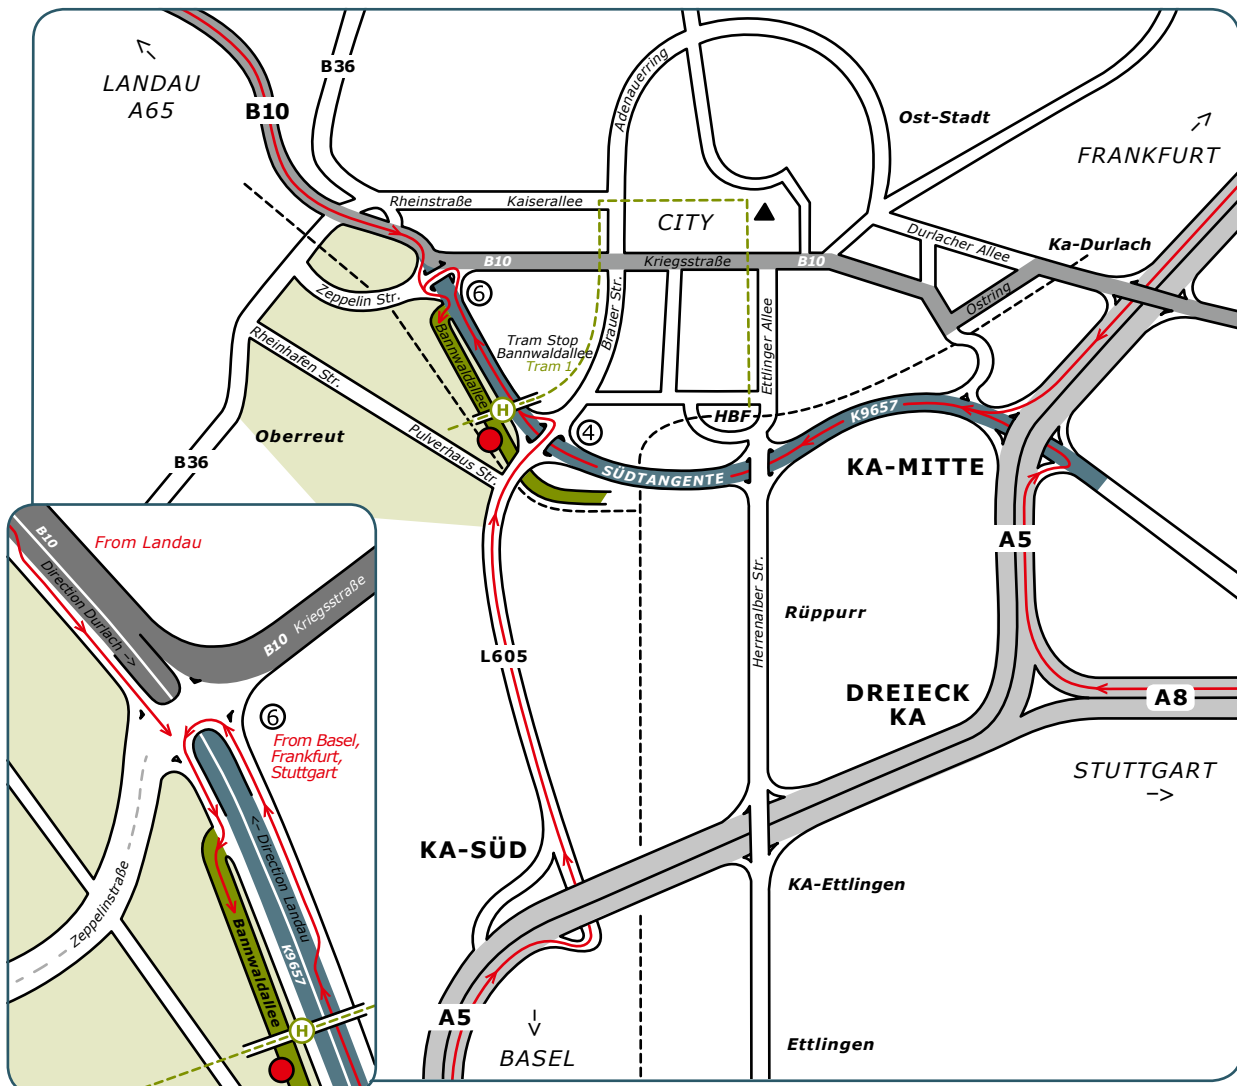 B36
LANDAU
A65
B10
Adenauerring
Ost-Stadt
FRANKFURT
Rheinstraße
Kaiserallee
CITY
Durlacher Allee
Ka-Durlach
B10
Kriegsstraße
B10
Zeppelin Str.
6
Ostring
Brauer Str.
Ettlinger Allee
Bannwaldallee
Tram Stop
Bannwaldallee
Tram 1
Rheinhafen Str.
H
HBF
K9657
4
Oberreut
Pulverhaus Str.
B36
SÜDTANGENTE
KA-MITTE
A5
Herrenalber Str.
Rüppurr
L605
DREIECK
KA
A8
STUTTGART
->
KA-SÜD
KA-Ettlingen
A5
BASEL
Ettlingen
B10
From Landau
Direction Durlach ->
B10
Kriegsstraße
6
From Basel,
Frankfurt,
Stuttgart
<- Direction Landau
Zeppelinstraße
K9657
Bannwaldallee
H